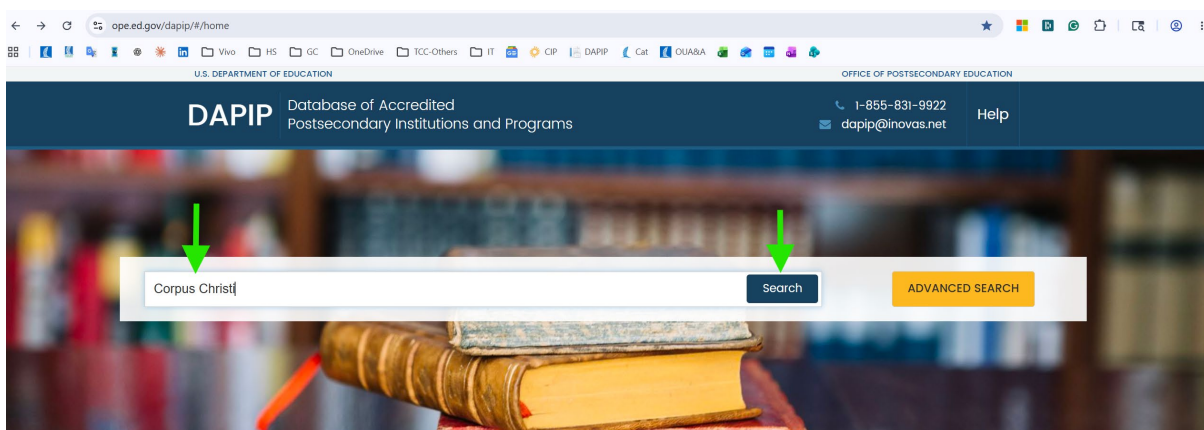 ope.ed.gov/dapip/#/home
Vivo HS GC OneDrive TCC-Others IT CIP DAPIP Cat OUA&A
U.S. DEPARTMENT OF EDUCATION OFFICE OF POSTSECONDARY EDUCATION
DAPIP
Database of Accredited
Postsecondary Institutions and Programs
1-855-831-9922
dapip@inovas.net
Help
Corpus Christi Search ADVANCED SEARCH